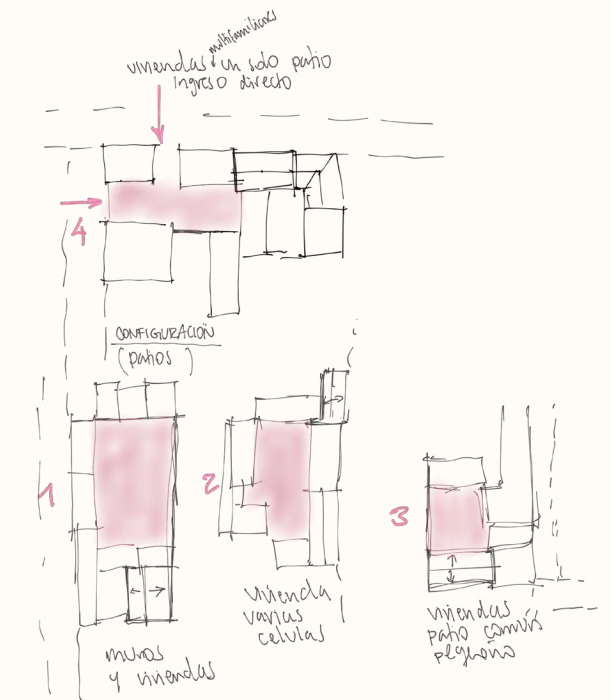 multifamiliares
viviendas un solo patio
ingreso directo
4
CONFIGURACIÓN
(patios)
1
2
3
vivienda
varias
celulas
viviendas
patio común
pequeño
muros
y viviendas